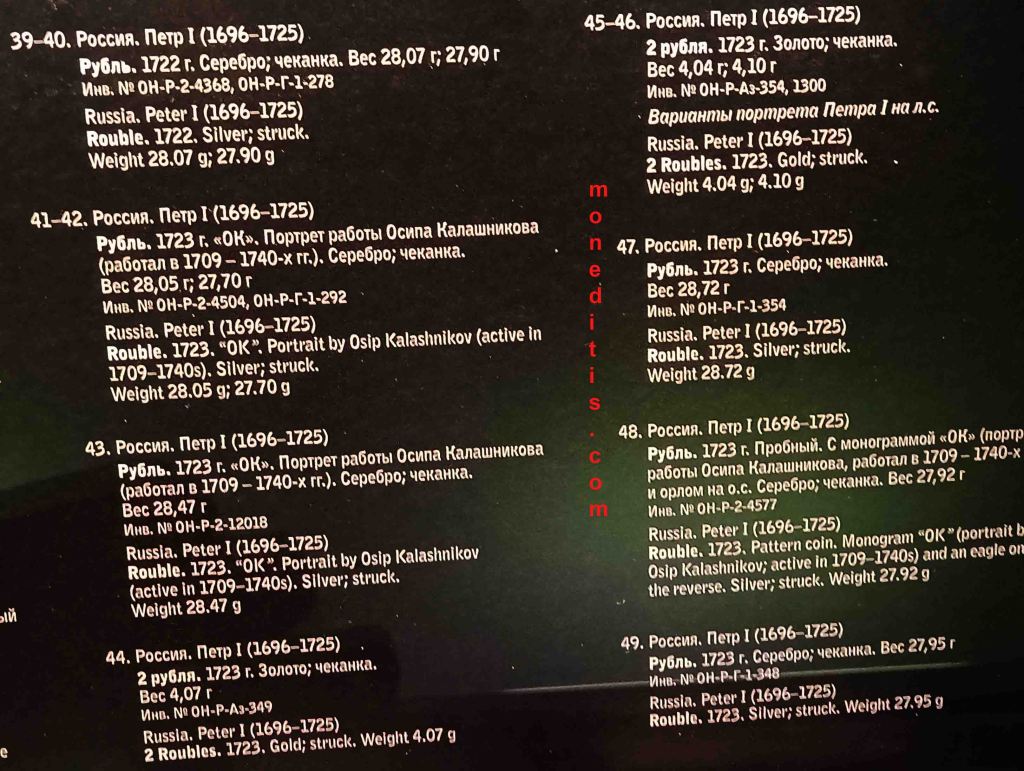 39–40. Россия. Петр I (1696–1725)
Рубль. 1722 г. Серебро; чеканка. Вес 28,07 г; 27,90 г
Инв. № ОН-Р-2-4368, ОН-Р-Г-1-278
Russia. Peter I (1696–1725)
Rouble. 1722. Silver; struck.
Weight 28.07 g; 27.90 g
41–42. Россия. Петр I (1696–1725)
Рубль. 1723 г. «ОК». Портрет работы Осипа Калашникова
(работал в 1709 – 1740-х гг.). Серебро; чеканка.
Вес 28,05 г; 27,70 г
Инв. № ОН-Р-2-4504, ОН-Р-Г-1-292
Russia. Peter I (1696–1725)
Rouble. 1723. “OK”. Portrait by Osip Kalashnikov (active in
1709–1740s). Silver; struck.
Weight 28.05 g; 27.70 g
43. Россия. Петр I (1696–1725)
Рубль. 1723 г. «ОК». Портрет работы Осипа Калашникова
(работал в 1709 – 1740-х гг.). Серебро; чеканка.
Вес 28,47 г
Инв. № ОН-Р-2-12018
Russia. Peter I (1696–1725)
Rouble. 1723. “OK”. Portrait by Osip Kalashnikov
(active in 1709–1740s). Silver; struck.
Weight 28.47 g
44. Россия. Петр I (1696–1725)
2 рубля. 1723 г. Золото; чеканка.
Вес 4,07 г
Инв. № ОН-Р-Аз-349
Russia. Peter I (1696–1725)
2 Roubles. 1723. Gold; struck. Weight 4.07 g
ый
е
45–46. Россия. Петр I (1696–1725)
2 рубля. 1723 г. Золото; чеканка.
Вес 4,04 г; 4,10 г
Инв. № ОН-Р-Аз-354, 1300
Варианты портрета Петра I на л.с.
Russia. Peter I (1696–1725)
2 Roubles. 1723. Gold; struck.
Weight 4.04 g; 4.10 g
47. Россия. Петр I (1696–1725)
Рубль. 1723 г. Серебро; чеканка.
Вес 28,72 г
Инв. № ОН-Р-Г-1-354
Russia. Peter I (1696–1725)
Rouble. 1723. Silver; struck.
Weight 28.72 g
48. Россия. Петр I (1696–1725)
Рубль. 1723 г. Пробный. С монограммой «ОК» (портр
работы Осипа Калашникова, работал в 1709 – 1740-х
и орлом на о.с. Серебро; чеканка. Вес 27,92 г
Инв. № ОН-Р-2-4577
Russia. Peter I (1696–1725)
Rouble. 1723. Pattern coin. Monogram “OK” (portrait b
Osip Kalashnikov; active in 1709–1740s) and an eagle on
the reverse. Silver; struck. Weight 27.92 g
49. Россия. Петр I (1696–1725)
Рубль. 1723 г. Серебро; чеканка. Вес 27,95 г
Инв. № ОН-Р-Г-1-348
Russia. Peter I (1696–1725)
Rouble. 1723. Silver; struck. Weight 27.95 g
moneditis.com